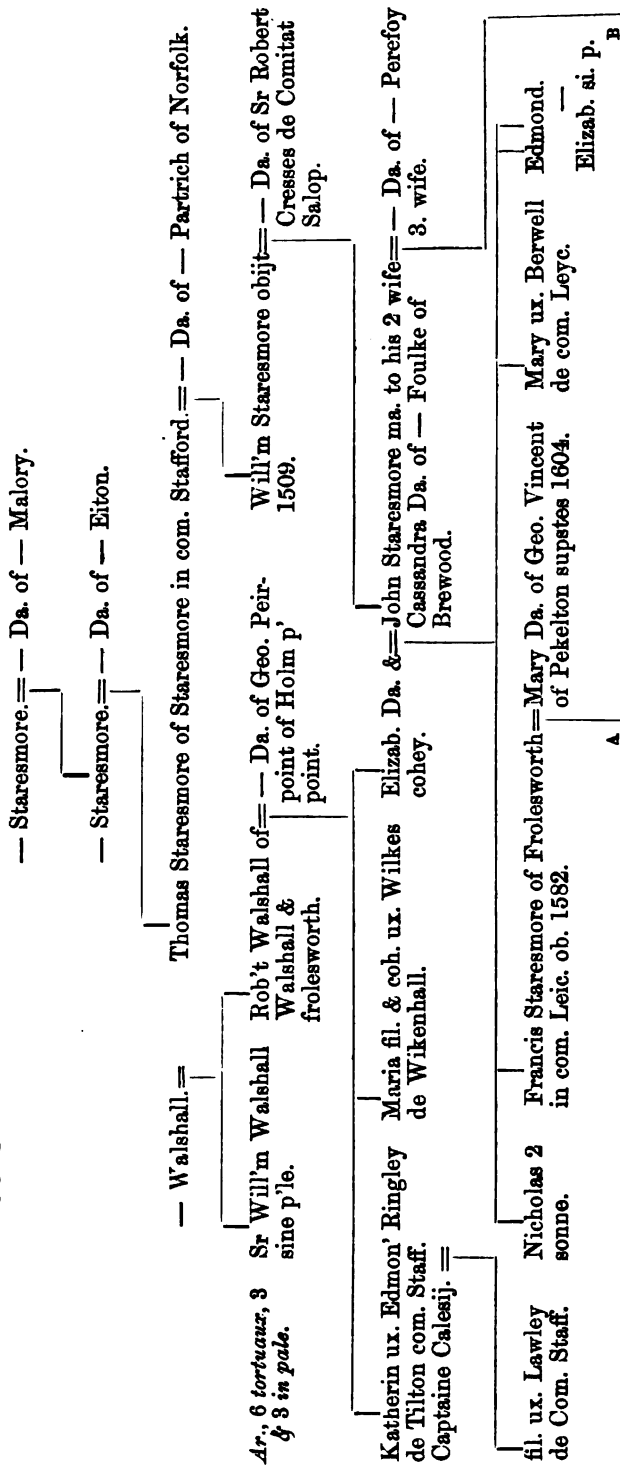 — Staresmore.=— Da. of — Malory.
— Staresmore.=— Da. of — Eiton.
Thomas Staresmore of Staresmore in com. Stafford.=— Da. of — Partrich of Norfolk.
— Walshall.=
Ar., 6 tortuaux, 3
& 3 in pale.
Sr Will'm Walshall
sine p'le.
Rob't Walshall of=— Da. of Geo. Peir-
Walshall & point of Holm p'
frolesworth. point.
Will'm Staresmore obijt=— Da. of Sr Robert
1509. Cresses de Comitat
Salop.
Katherin ux. Edmon' Ringley
de Tilton com. Staff.
Captaine Calesij. =
Maria fil. & coh. ux. Wilkes
de Wikenhall.
Elizab. Da. &=John Staresmore ma. to his 2 wife=— Da. of — Perefoy
cohey. Cassandra Da. of — Foulke of 3. wife.
Brewood.
fil. ux. Lawley
de Com. Staff.
Nicholas 2
sonne.
Francis Staresmore of Frolesworth=Mary Da. of Geo. Vincent
in com. Leic. ob. 1582. of Pekelton supstes 1604.
Mary ux. Berwell
de com. Leyc.
Edmond.
—
Elizab. si. p.
A
B